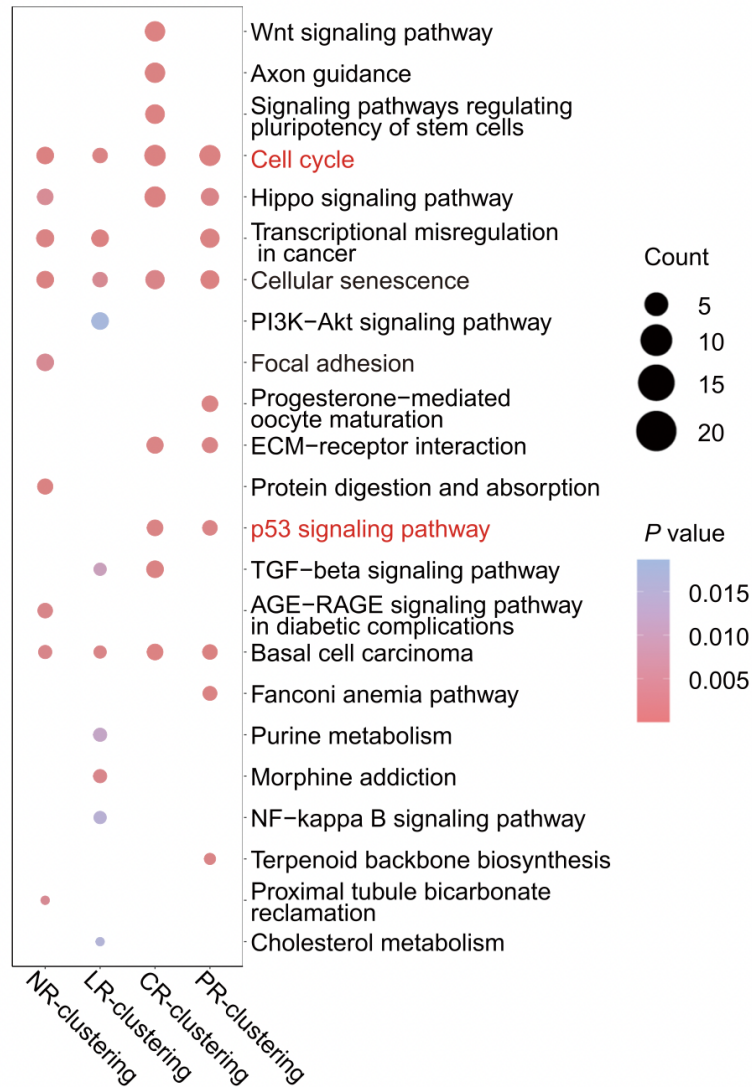 Wnt signaling pathway
Axon guidance
Signaling pathways regulating
pluripotency of stem cells
Cell cycle
Hippo signaling pathway
Transcriptional misregulation
in cancer
Cellular senescence
PI3K−Akt signaling pathway
Focal adhesion
Progesterone−mediated
oocyte maturation
ECM−receptor interaction
Protein digestion and absorption
p53 signaling pathway
TGF−beta signaling pathway
AGE−RAGE signaling pathway
in diabetic complications
Basal cell carcinoma
Fanconi anemia pathway
Purine metabolism
Morphine addiction
NF−kappa B signaling pathway
Terpenoid backbone biosynthesis
Proximal tubule bicarbonate
reclamation
Cholesterol metabolism
NR-clustering
LR-clustering
CR-clustering
PR-clustering
Count
5
10
15
20
P value
0.015
0.010
0.005